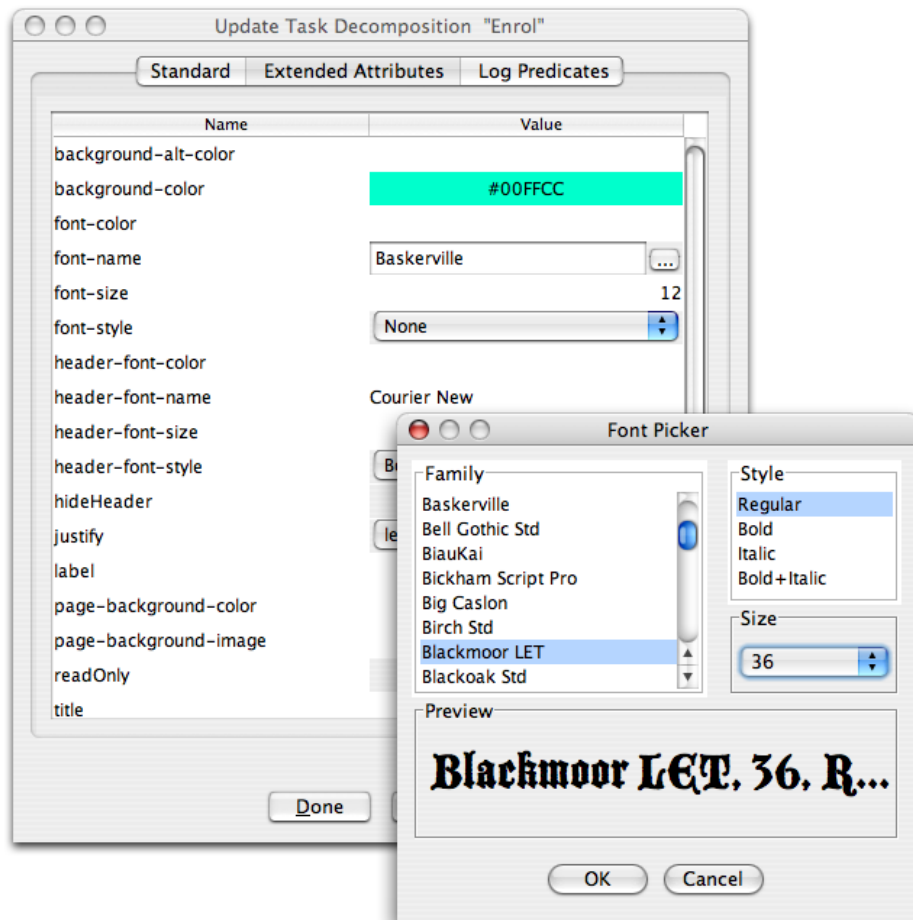 Update Task Decomposition "Enrol"
Standard Extended Attributes Log Predicates
Name Value
background-alt-color
background-color #00FFCC
font-color
font-name Baskerville ...
font-size 12
font-style None
header-font-color
header-font-name Courier New
header-font-size
header-font-style
hideHeader
justify le
label
page-background-color
page-background-image
readOnly
title
Done
Font Picker
Family
Baskerville
Bell Gothic Std
BiauKai
Bickham Script Pro
Big Caslon
Birch Std
Blackmoor LET
Blackoak Std
Style
Regular
Bold
Italic
Bold+Italic
Size
36
Preview
Blackmoor LET, 36, R...
OK Cancel